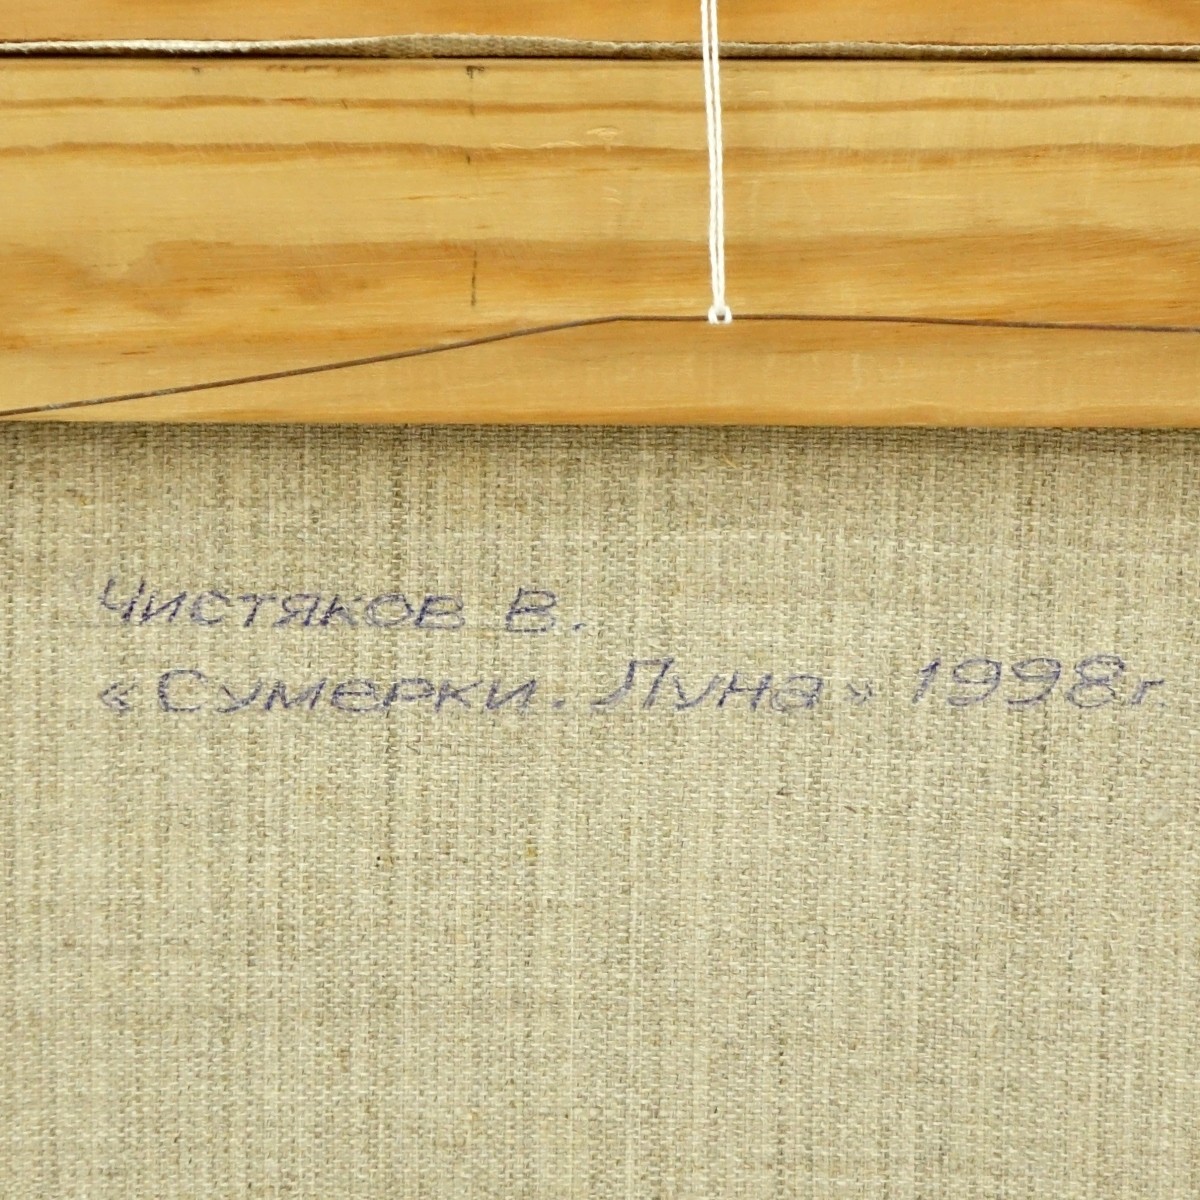 Чистяков В.
«Сумерки. Луна» 1998г.